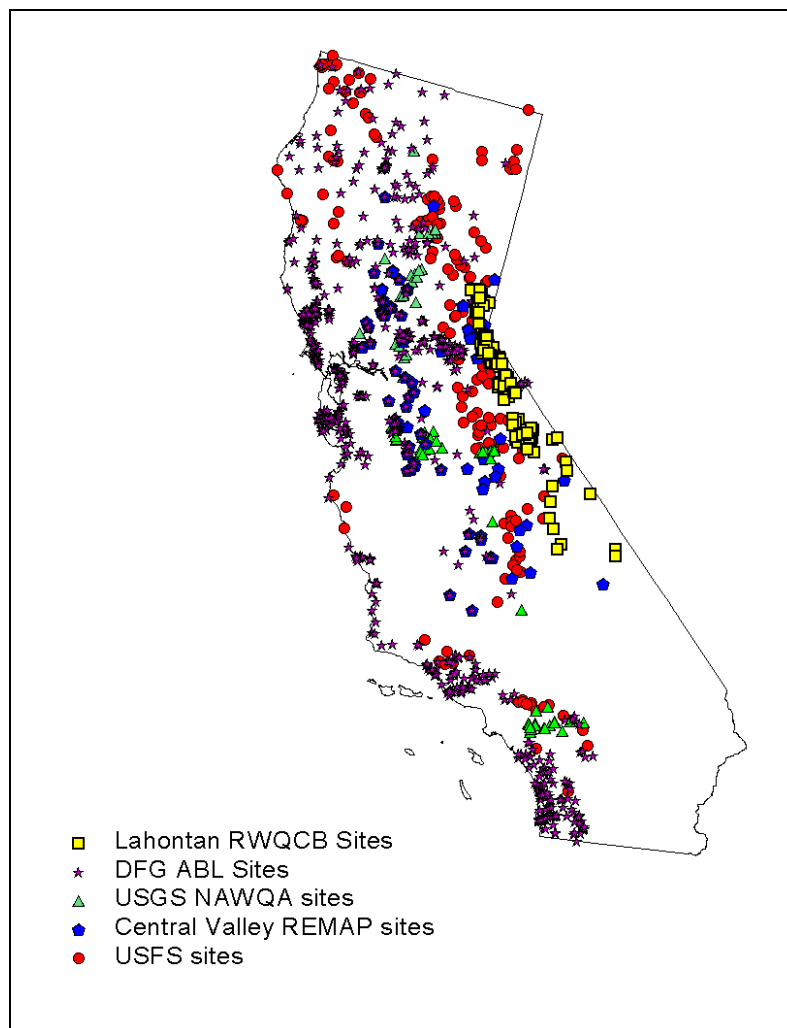 Lahontan RWQCB Sites
DFG ABL Sites
USGS NAWQA sites
Central Valley REMAP sites
USFS sites